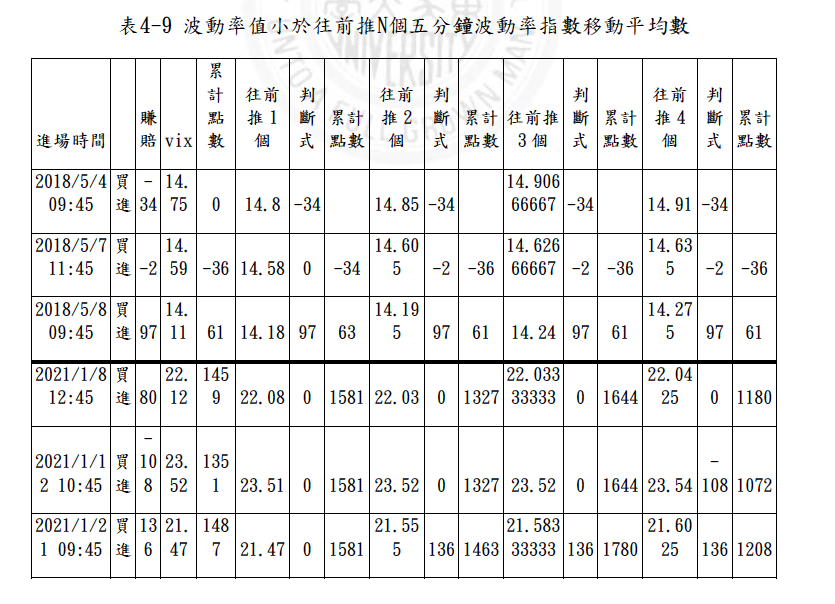 表4-9 波動率值小於往前推N個五分鐘波動率指數移動平均數
進場時間 賺賠 vix 累計點數 往前推1個 判斷式 累計點數 往前推2個 判斷式 累計點數 往前推3個 判斷式 累計點數 往前推4個 判斷式 累計點數
2018/5/4 09:45 買進 -34 14.75 0 14.8 -34 14.85 -34 14.90666667 -34 14.91 -34
2018/5/7 11:45 買進 -2 14.59 -36 14.58 0 -34 14.605 -2 -36 14.62666667 -2 -36 14.635 -2 -36
2018/5/8 09:45 買進 97 14.11 61 14.18 97 63 14.195 97 61 14.24 97 61 14.275 97 61
2021/1/8 12:45 買進 80 22.12 1459 22.08 0 1581 22.03 0 1327 22.03333333 0 1644 22.0425 0 1180
2021/1/12 10:45 買進 -108 23.52 1351 23.51 0 1581 23.52 0 1327 23.52 0 1644 23.54 -108 1072
2021/1/21 09:45 買進 136 21.47 1487 21.47 0 1581 21.555 136 1463 21.58333333 136 1780 21.6025 136 1208